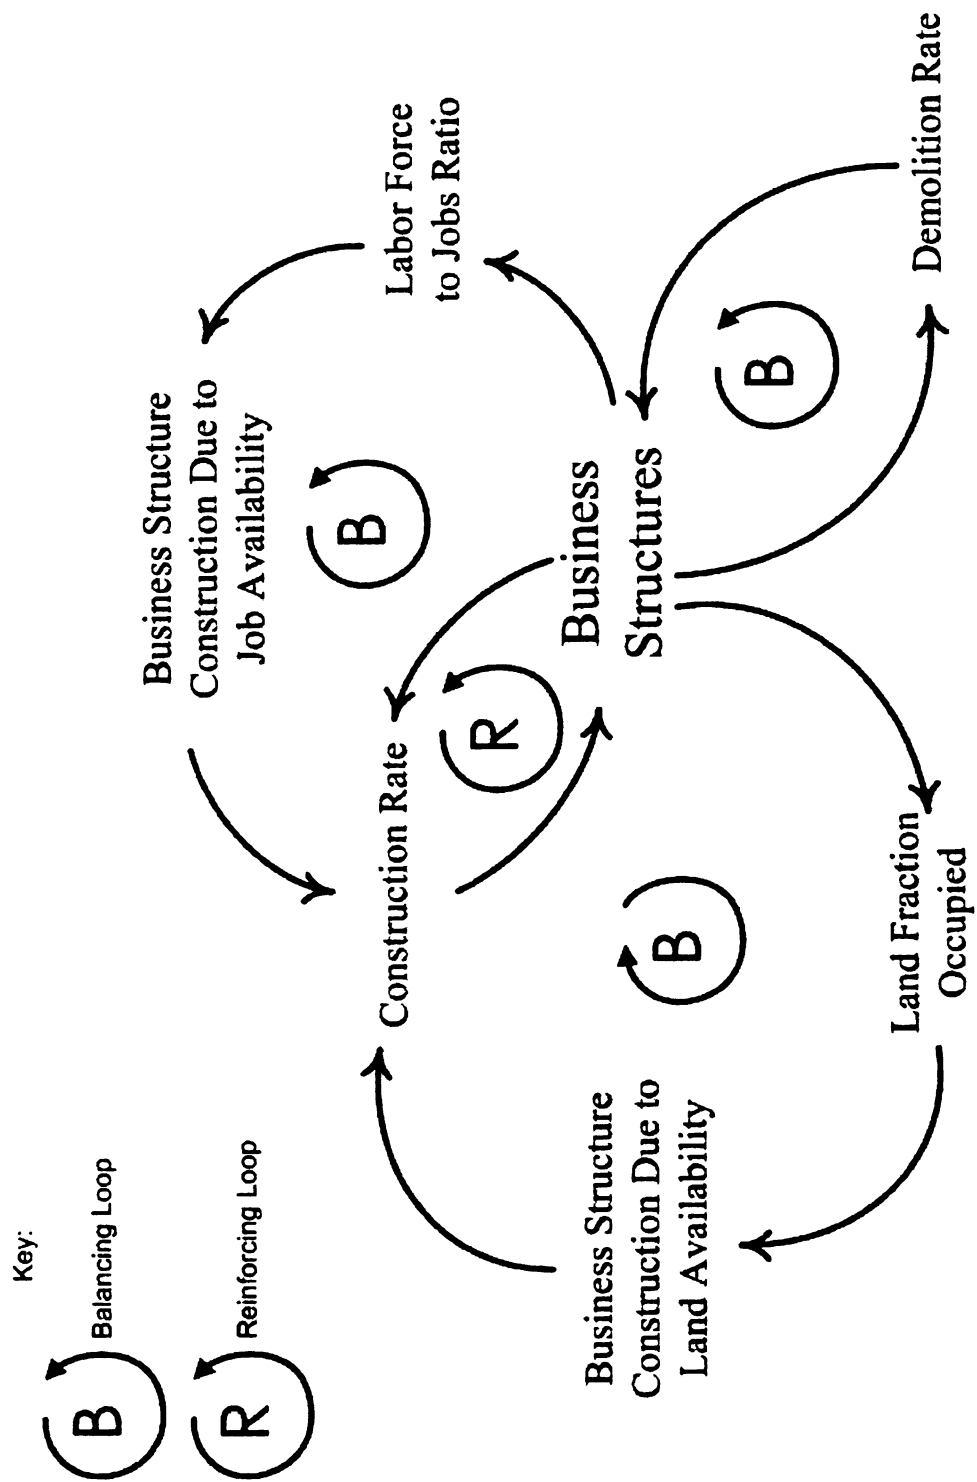 Key:
B
Balancing Loop
R
Reinforcing Loop
Business Structure
Construction Due to
Job Availability
B
Labor Force
to Jobs Ratio
Construction Rate
R
Business
Structures
B
Demolition Rate
B
Business Structure
Construction Due to
Land Availability
Land Fraction
Occupied